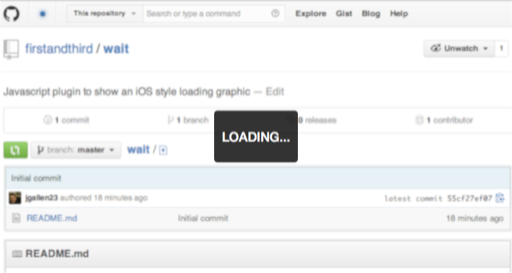 This repository Search or type a command Explore Gist Blog Help
firstandthird / wait Unwatch 1
Javascript plugin to show an iOS style loading graphic — Edit
1 commit 1 branch 0 releases 1 contributor
LOADING...
branch: master wait /
Initial commit
jgallen23 authored 18 minutes ago latest commit 55cf27ef07
README.md Initial commit 18 minutes ago
README.md